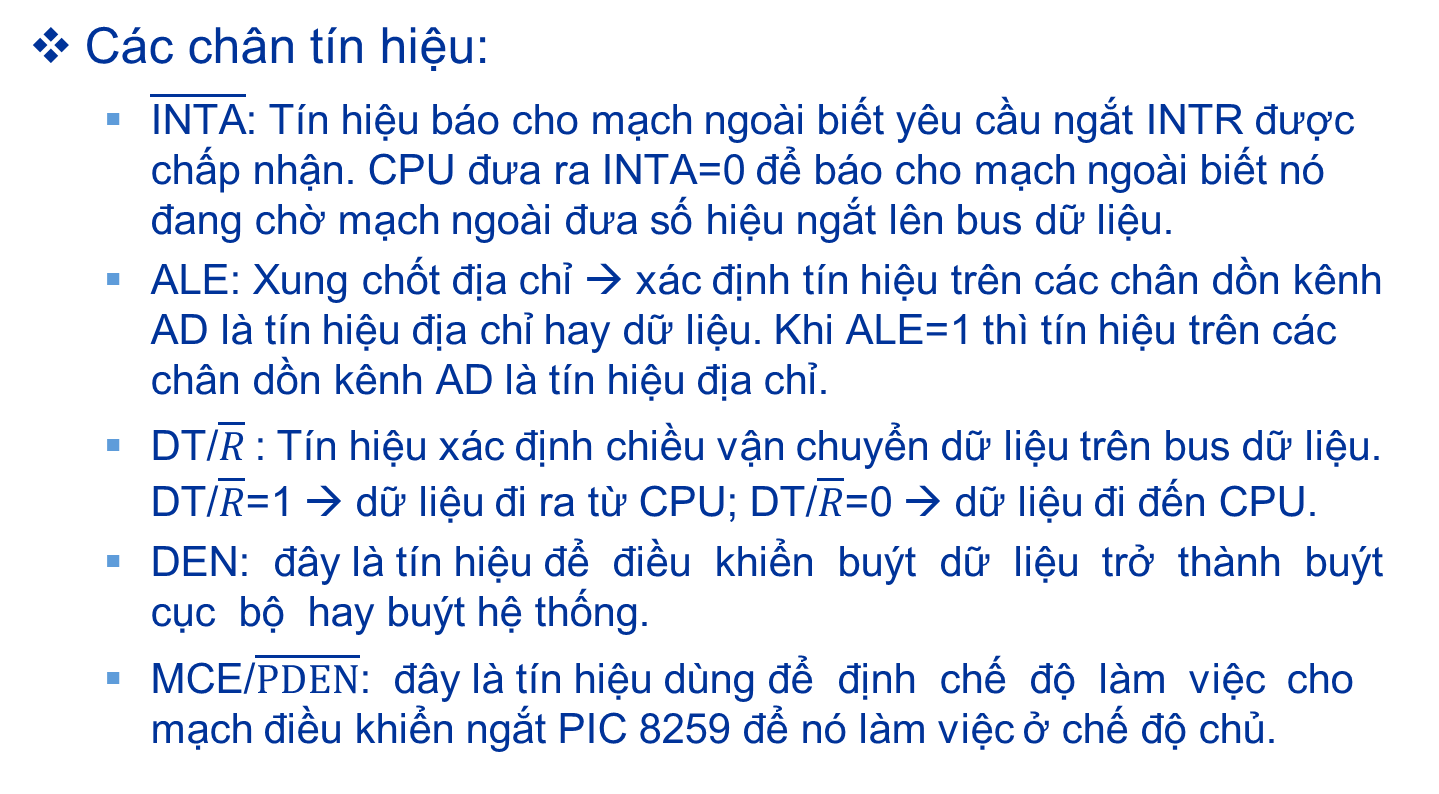 ❖ Các chân tín hiệu:
▪ I̅N̅T̅A̅: Tín hiệu báo cho mạch ngoài biết yêu cầu ngắt INTR được
chấp nhận. CPU đưa ra INTA=0 để báo cho mạch ngoài biết nó
đang chờ mạch ngoài đưa số hiệu ngắt lên bus dữ liệu.
▪ ALE: Xung chốt địa chỉ → xác định tín hiệu trên các chân dồn kênh
AD là tín hiệu địa chỉ hay dữ liệu. Khi ALE=1 thì tín hiệu trên các
chân dồn kênh AD là tín hiệu địa chỉ.
▪ DT/R̅ : Tín hiệu xác định chiều vận chuyển dữ liệu trên bus dữ liệu.
DT/R̅=1 → dữ liệu đi ra từ CPU; DT/R̅=0 → dữ liệu đi đến CPU.
▪ DEN: đây là tín hiệu để điều khiển buýt dữ liệu trở thành buýt
cục bộ hay buýt hệ thống.
▪ MCE/P̅D̅E̅N̅: đây là tín hiệu dùng để định chế độ làm việc cho
mạch điều khiển ngắt PIC 8259 để nó làm việc ở chế độ chủ.